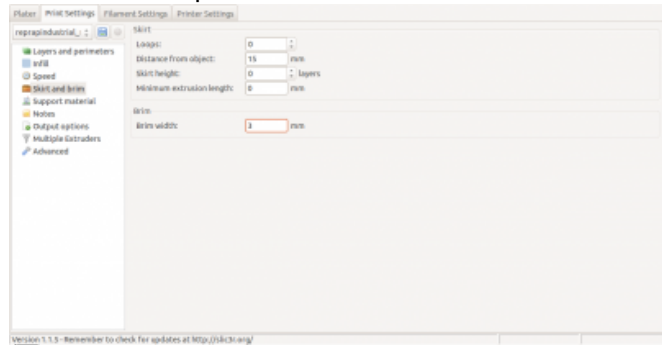 Plater Print Settings Filament Settings Printer Settings
reprapindustrial_
Layers and perimeters
Infill
Speed
Skirt and brim
Support material
Notes
Output options
Multiple Extruders
Advanced
Skirt
Loops: 0
Distance from object: 15 mm
Skirt height: 0 layers
Minimum extrusion length: 0 mm
Brim
Brim width: 3 mm
Version 1.1.5 - Remember to check for updates at http://slic3r.org/